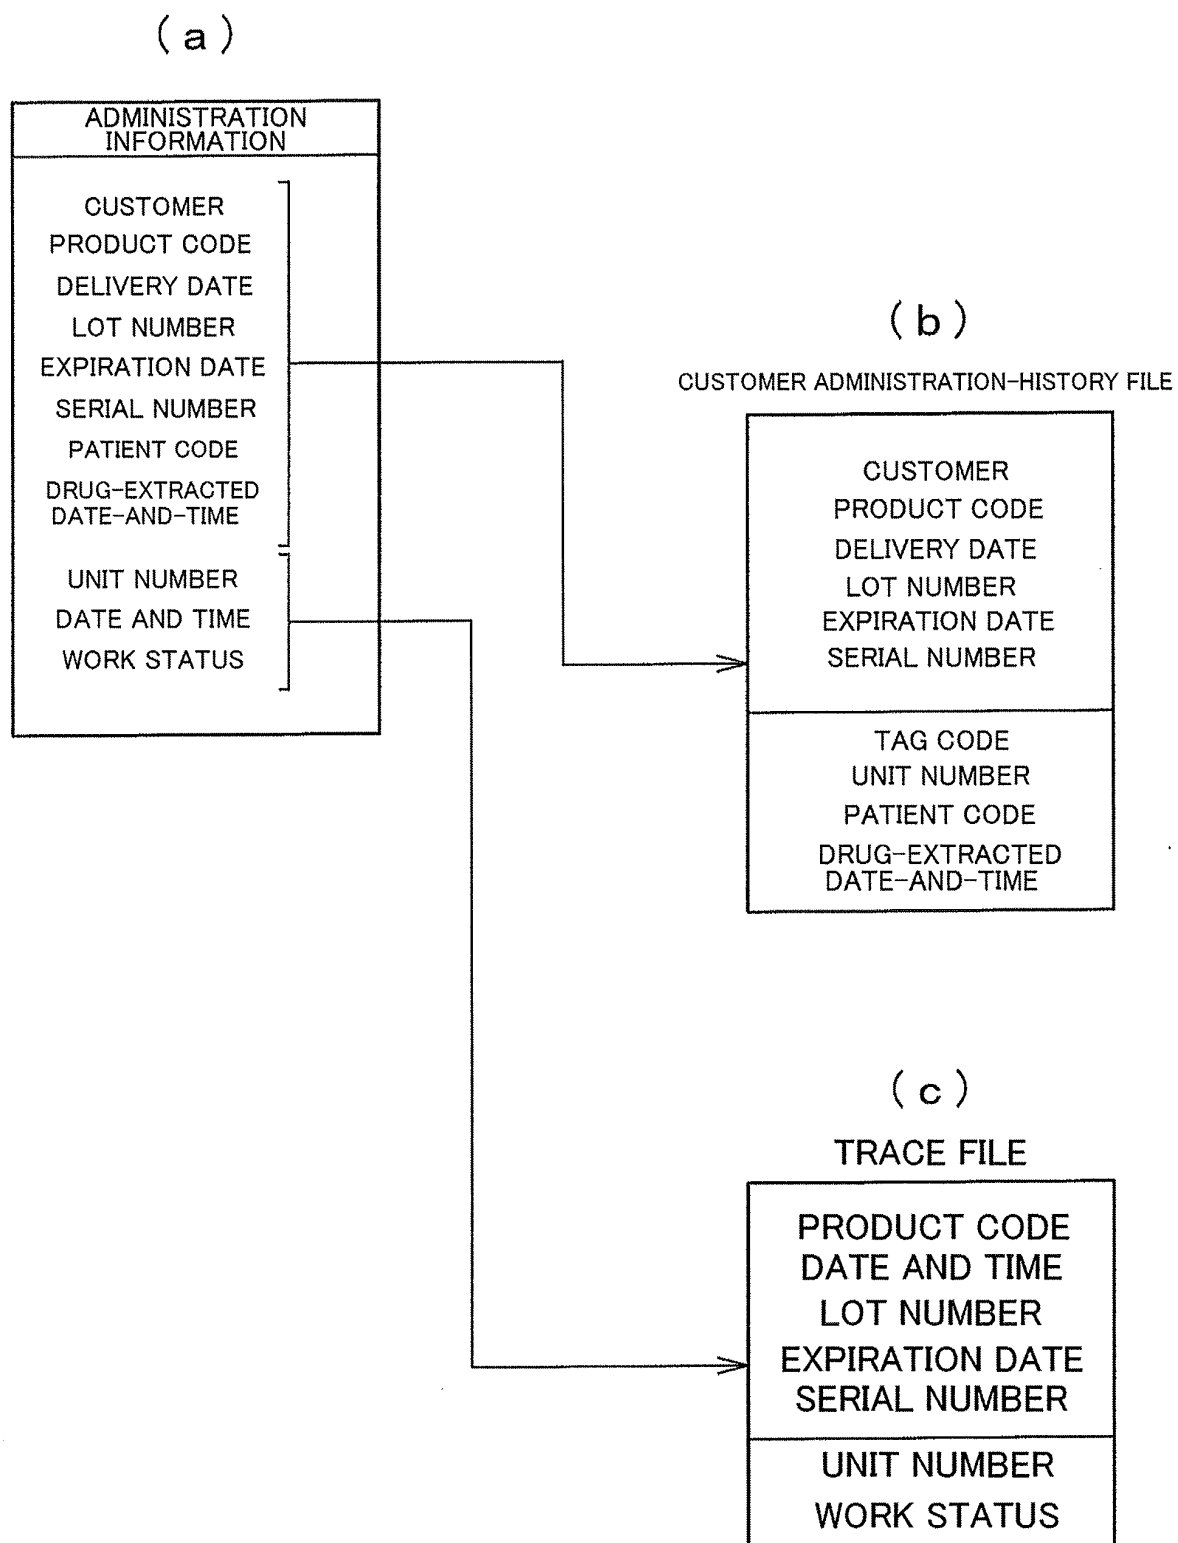 (a)
ADMINISTRATION
INFORMATION
CUSTOMER
PRODUCT CODE
DELIVERY DATE
LOT NUMBER
EXPIRATION DATE
SERIAL NUMBER
PATIENT CODE
DRUG-EXTRACTED
DATE-AND-TIME
UNIT NUMBER
DATE AND TIME
WORK STATUS
(b)
CUSTOMER ADMINISTRATION-HISTORY FILE
CUSTOMER
PRODUCT CODE
DELIVERY DATE
LOT NUMBER
EXPIRATION DATE
SERIAL NUMBER
TAG CODE
UNIT NUMBER
PATIENT CODE
DRUG-EXTRACTED
DATE-AND-TIME
(c)
TRACE FILE
PRODUCT CODE
DATE AND TIME
LOT NUMBER
EXPIRATION DATE
SERIAL NUMBER
UNIT NUMBER
WORK STATUS